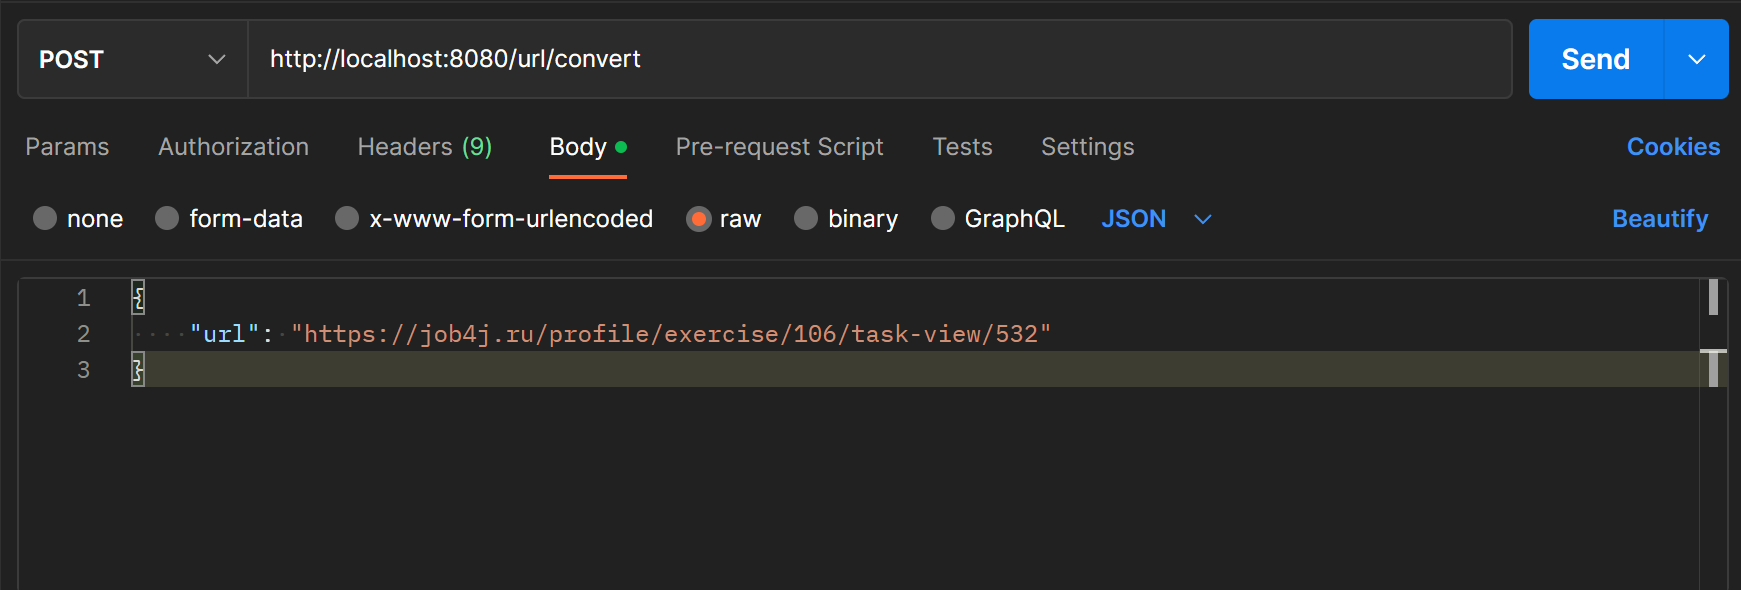 POST http://localhost:8080/url/convert Send
Params Authorization Headers (9) Body Pre-request Script Tests Settings Cookies
none form-data x-www-form-urlencoded raw binary GraphQL JSON Beautify
1 {
2 "url": "https://job4j.ru/profile/exercise/106/task-view/532"
3 }